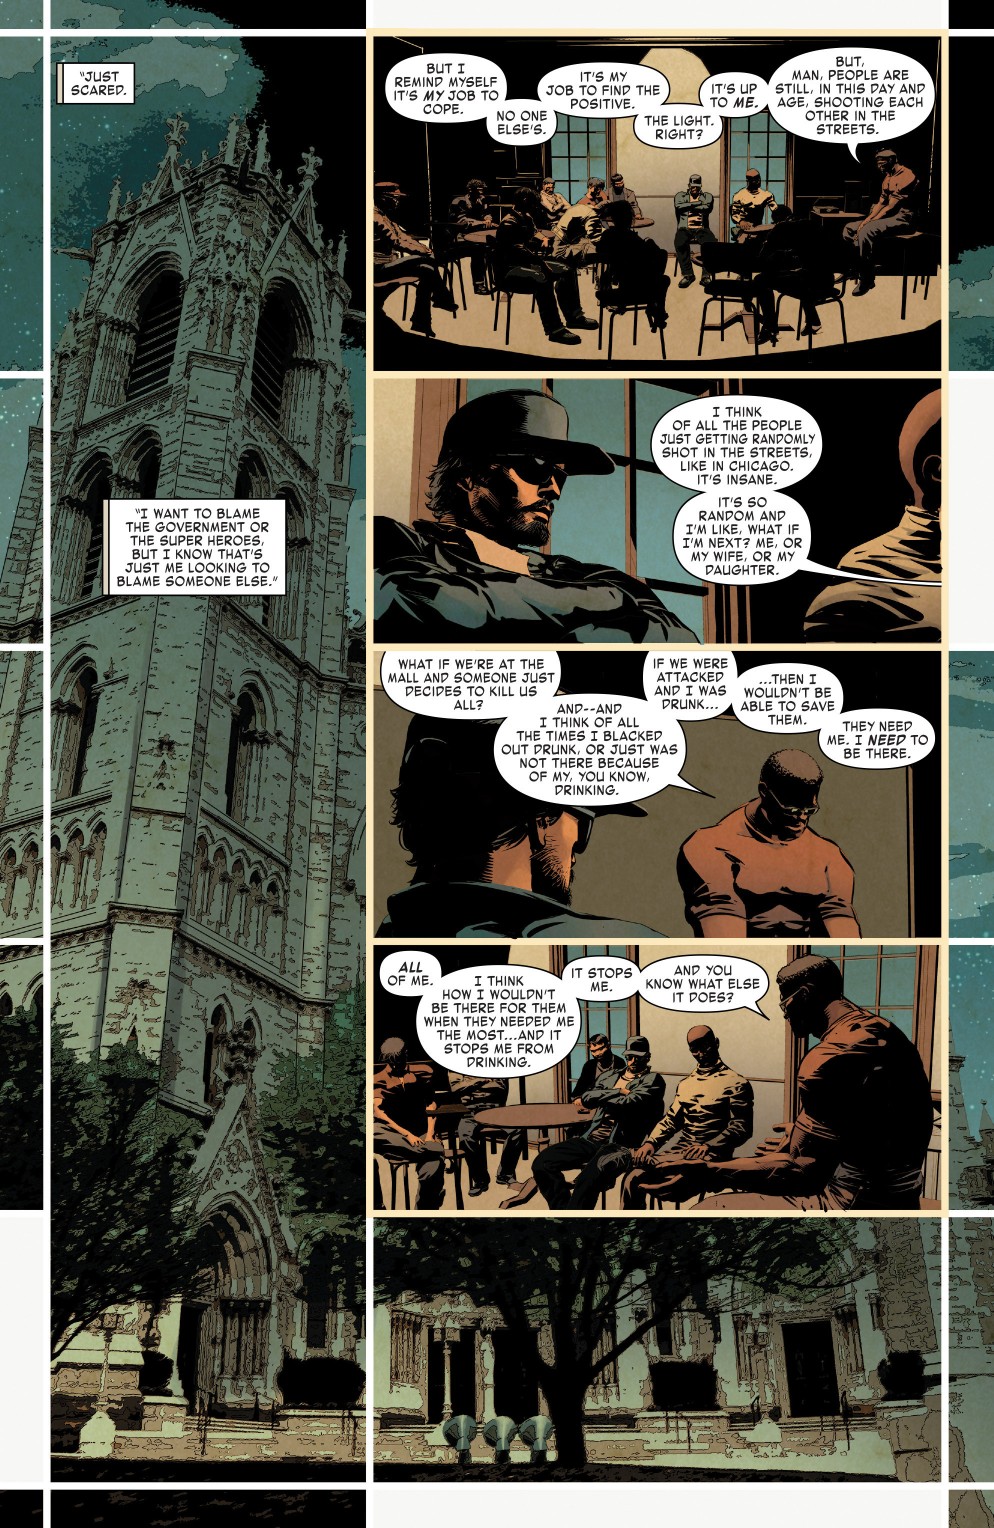 "JUST
SCARED.
"I WANT TO BLAME
THE GOVERNMENT OR
THE SUPER HEROES,
BUT I KNOW THAT'S
JUST ME LOOKING TO
BLAME SOMEONE ELSE."
BUT I
REMIND MYSELF
IT'S MY JOB TO
COPE.
NO ONE
ELSE'S.
IT'S MY
JOB TO FIND THE
POSITIVE.
THE LIGHT.
RIGHT?
IT'S UP
TO ME.
BUT,
MAN, PEOPLE ARE
STILL, IN THIS DAY AND
AGE, SHOOTING EACH
OTHER IN THE
STREETS.
I THINK
OF ALL THE PEOPLE
JUST GETTING RANDOMLY
SHOT IN THE STREETS,
LIKE IN CHICAGO.
IT'S INSANE.
IT'S SO
RANDOM AND
I'M LIKE, WHAT IF
I'M NEXT? ME, OR
MY WIFE, OR MY
DAUGHTER.
WHAT IF WE'RE AT THE
MALL AND SOMEONE JUST
DECIDES TO KILL US
ALL?
AND--AND
I THINK OF ALL
THE TIMES I BLACKED
OUT DRUNK, OR JUST WAS
NOT THERE BECAUSE
OF MY, YOU KNOW,
DRINKING.
IF WE WERE
ATTACKED
AND I WAS
DRUNK...
...THEN I
WOULDN'T BE
ABLE TO SAVE
THEM.
THEY NEED
ME. I NEED TO
BE THERE.
ALL
OF ME.
I THINK
HOW I WOULDN'T
BE THERE FOR THEM
WHEN THEY NEEDED ME
THE MOST...AND IT
STOPS ME FROM
DRINKING.
IT STOPS
ME.
AND YOU
KNOW WHAT ELSE
IT DOES?